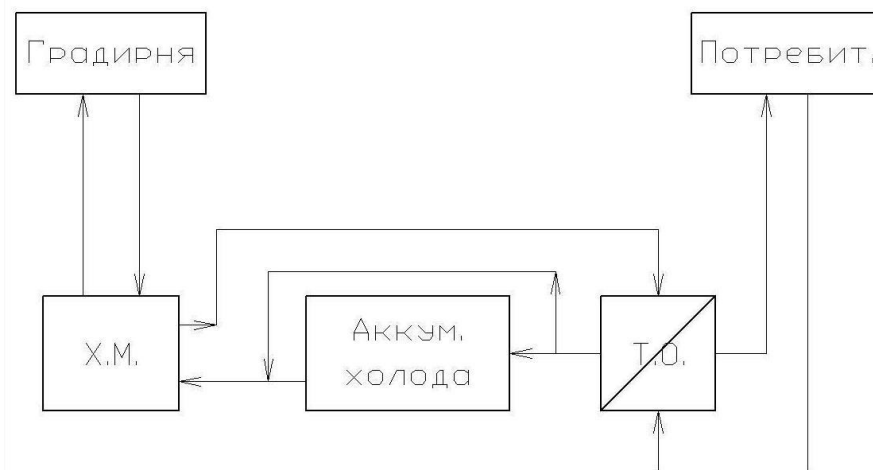 Градирня
Потребит.
Х.М.
Аккум.
холода
Т.О.